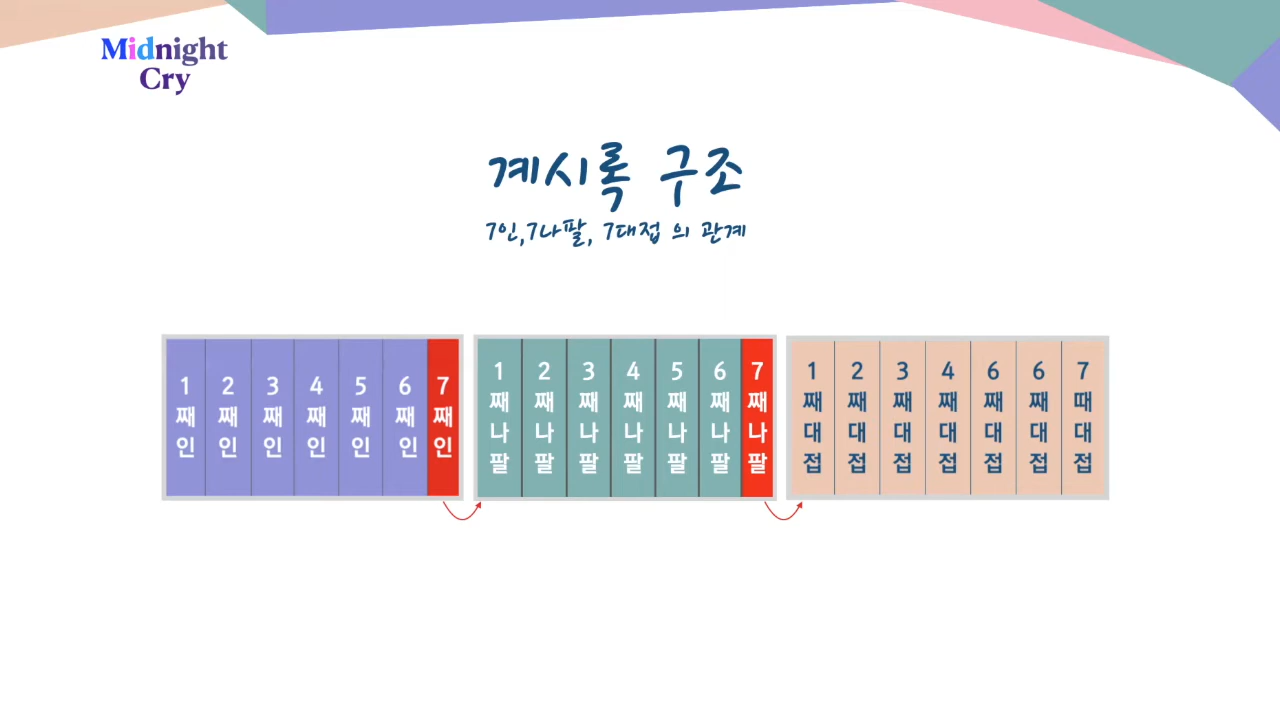 Midnight
Cry
계시록 구조
7인,7나팔, 7대접 의 관계
1째인 2째인 3째인 4째인 5째인 6째인 7째인
1째나팔 2째나팔 3째나팔 4째나팔 5째나팔 6째나팔 7째나팔
1째대접 2째대접 3째대접 4째대접 6째대접 6째대접 7때대접